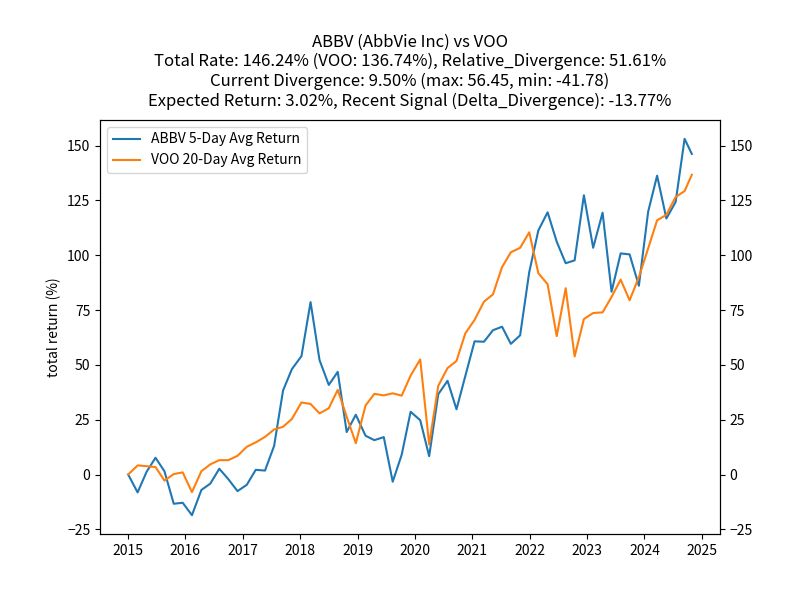 ABBV (AbbVie Inc) vs VOO
Total Rate: 146.24% (VOO: 136.74%), Relative_Divergence: 51.61%
Current Divergence: 9.50% (max: 56.45, min: -41.78)
Expected Return: 3.02%, Recent Signal (Delta_Divergence): -13.77%
ABBV 5-Day Avg Return
VOO 20-Day Avg Return
total return (%)
150
125
100
75
50
25
0
−25
150
125
100
75
50
25
0
−25
2015 2016 2017 2018 2019 2020 2021 2022 2023 2024 2025